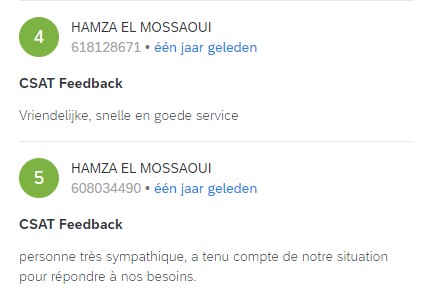 4
HAMZA EL MOSSAOUI
618128671 • één jaar geleden
CSAT Feedback
Vriendelijke, snelle en goede service
5
HAMZA EL MOSSAOUI
608034490 • één jaar geleden
CSAT Feedback
personne très sympathique, a tenu compte de notre situation
pour répondre à nos besoins.